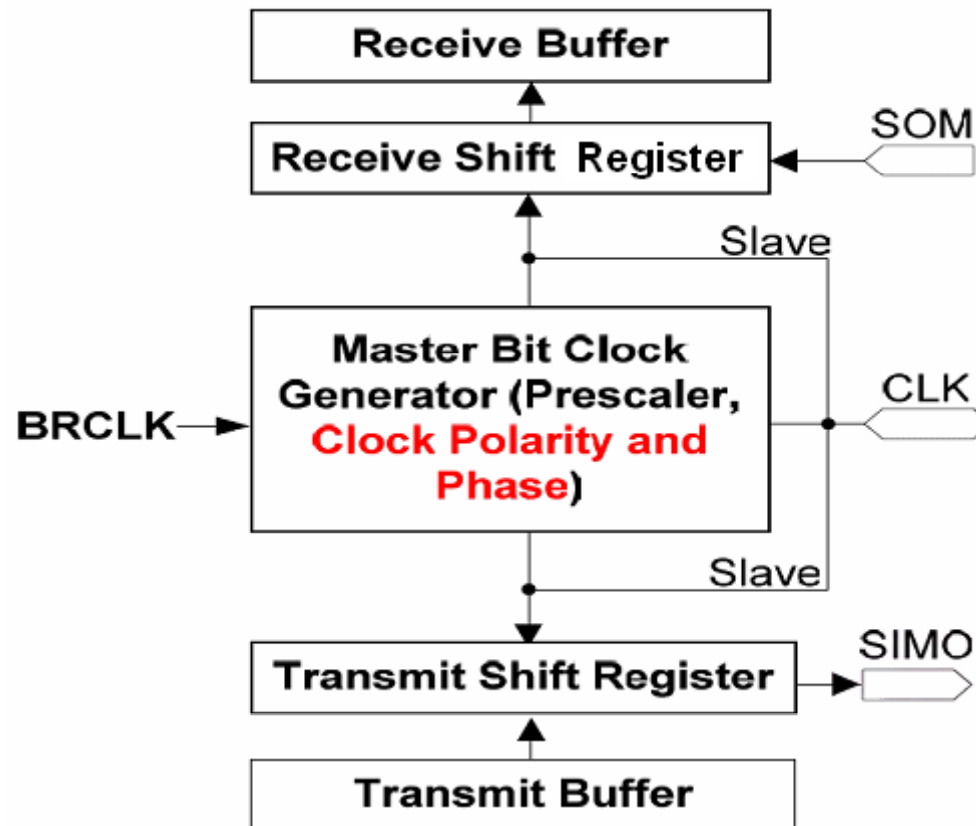 Receive Buffer
SOM
Receive Shift Register
Slave
Master Bit Clock
Generator (Prescaler,
Clock Polarity and
Phase)
BRCLK
CLK
Slave
SIMO
Transmit Shift Register
Transmit Buffer